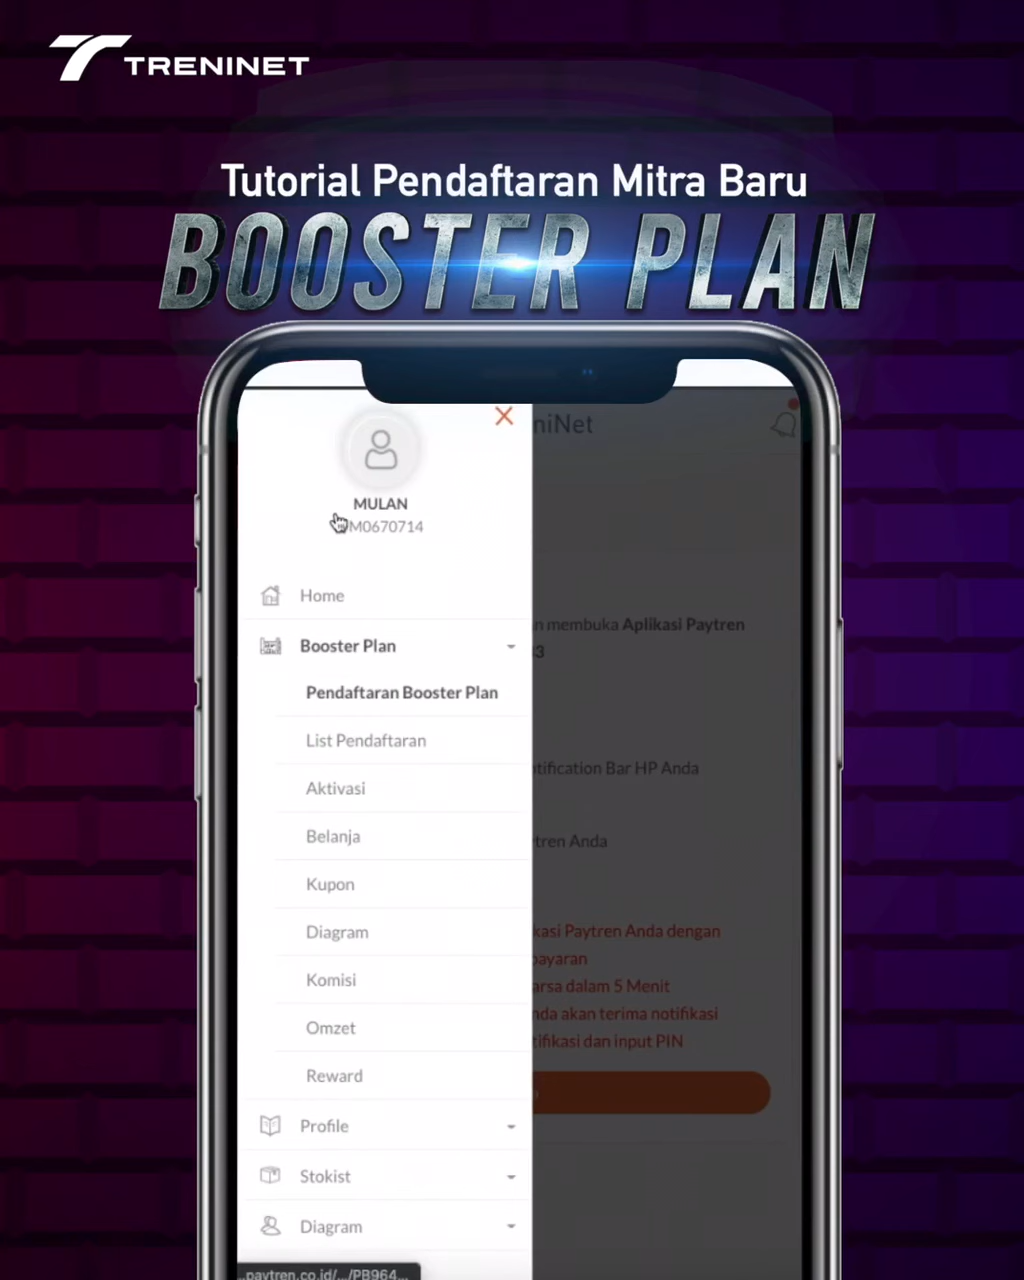 TRENINET
Tutorial Pendaftaran Mitra Baru
BOOSTER PLAN
niNet
MULAN
M0670714
Home
Booster Plan
Pendaftaran Booster Plan
List Pendaftaran
Aktivasi
Belanja
Kupon
Diagram
Komisi
Omzet
Reward
Profile
Stokist
Diagram
membuka Aplikasi Paytren
Notification Bar HP Anda
tren Anda
kasi Paytren Anda dengan
bayaran
arsa dalam 5 Menit
nda akan terima notifikasi
tifikasi dan input PIN
...paytren.co.id/.../PB964...